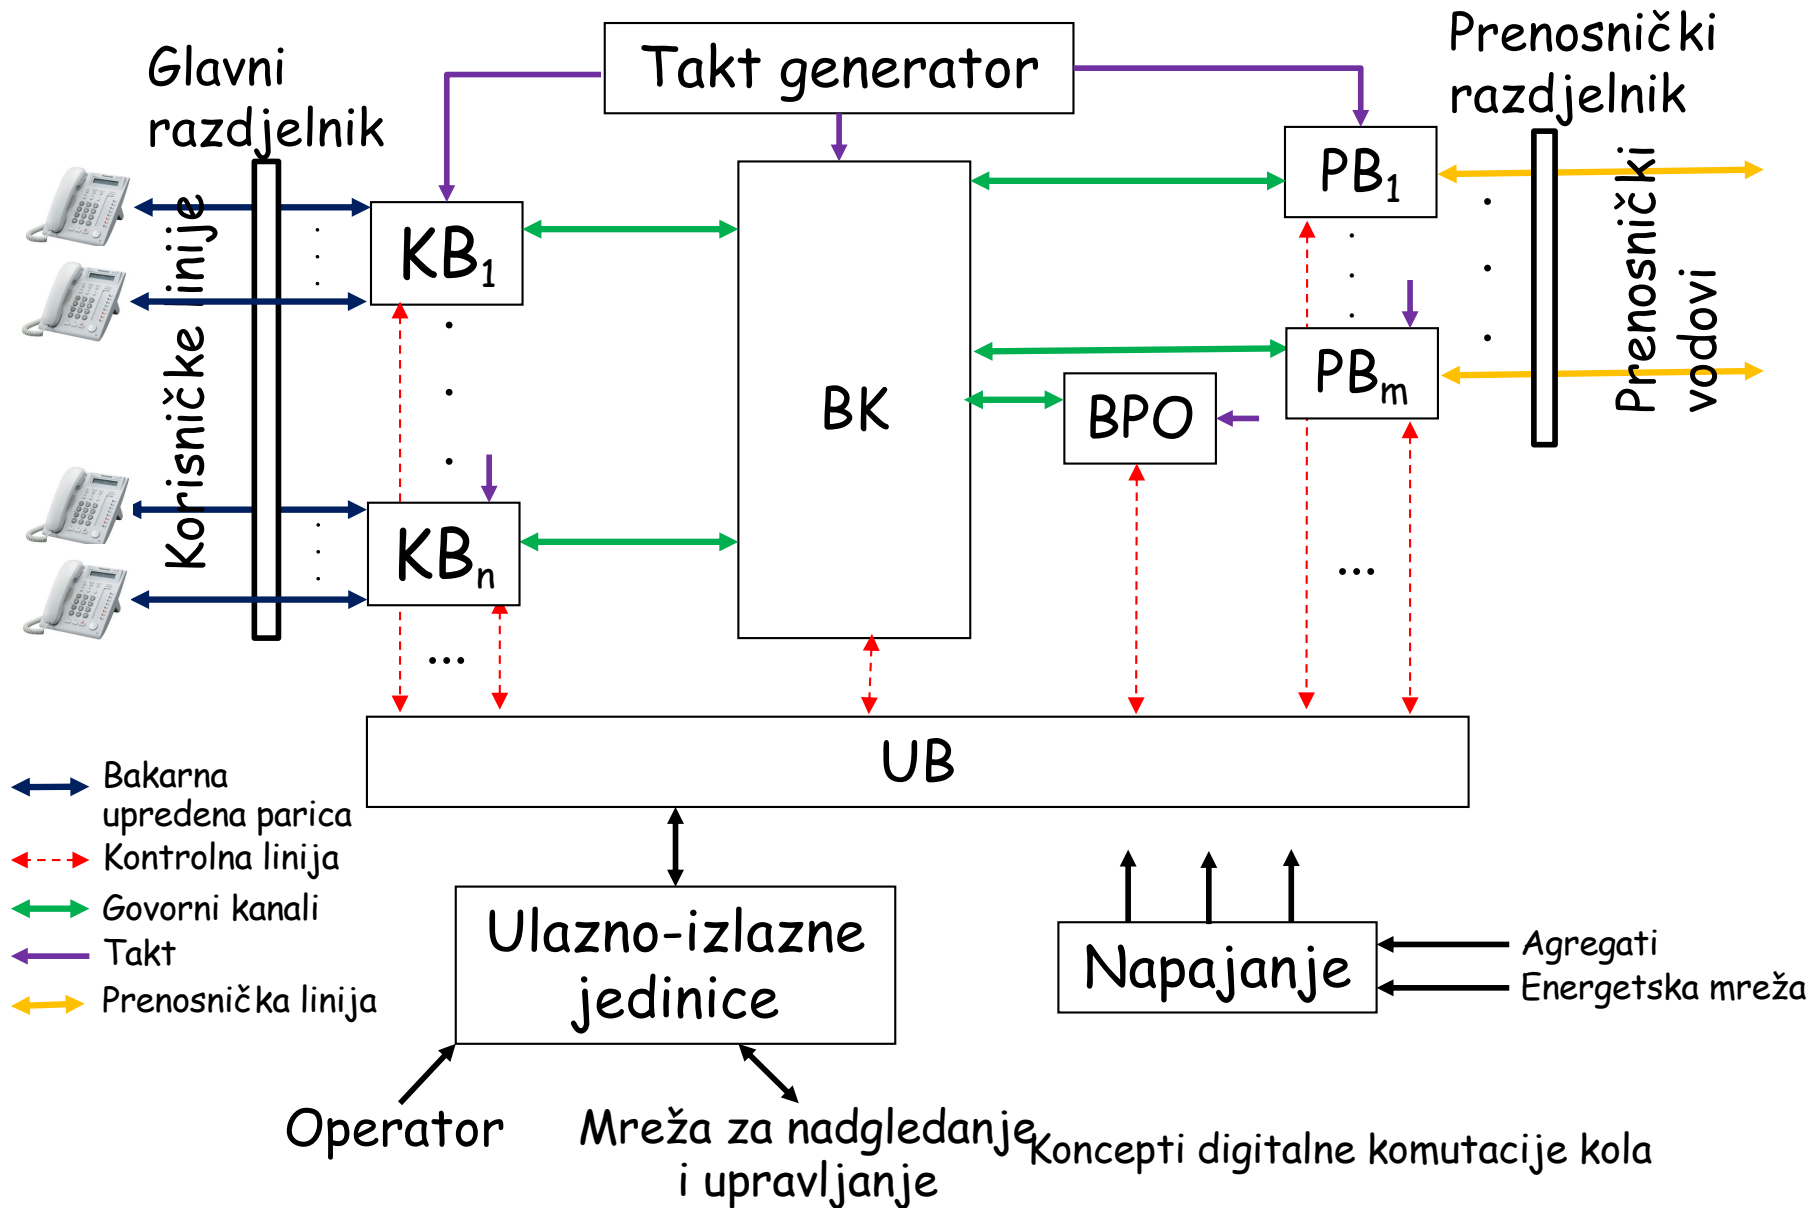 Takt generator
Glavni
razdjelnik
Prenosnički
razdjelnik
Korisničke linije
KB1
KBn
BK
PB1
PBm
BPO
Prenosnički
vodovi
. . .
...
...
UB
Bakarna
upredena parica
Kontrolna linija
Govorni kanali
Takt
Prenosnička linija
Ulazno-izlazne
jedinice
Napajanje
Agregati
Energetska mreža
Operator
Mreža za nadgledanje
i upravljanje
Koncepti digitalne komutacije kola